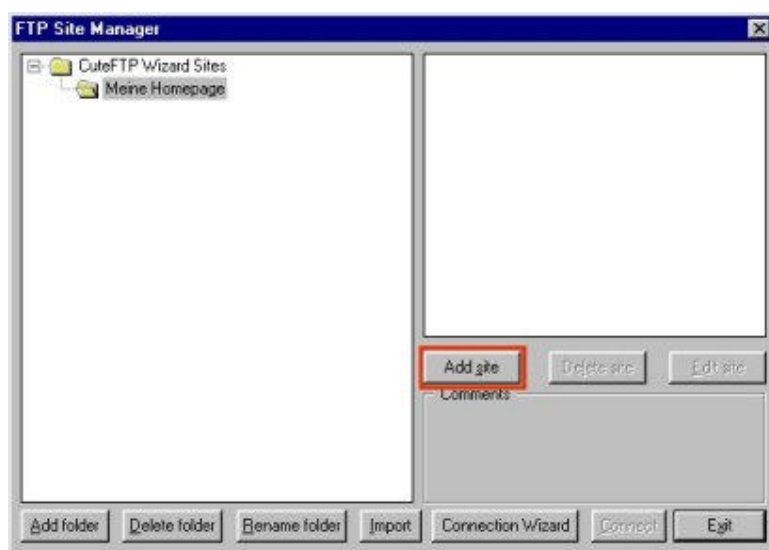 FTP Site Manager
CuteFTP Wizard Sites
Meine Homepage
Add site
Delete site
Edit site
Comments
Add folder
Delete folder
Rename folder
Import
Connection Wizard
Connect
Exit